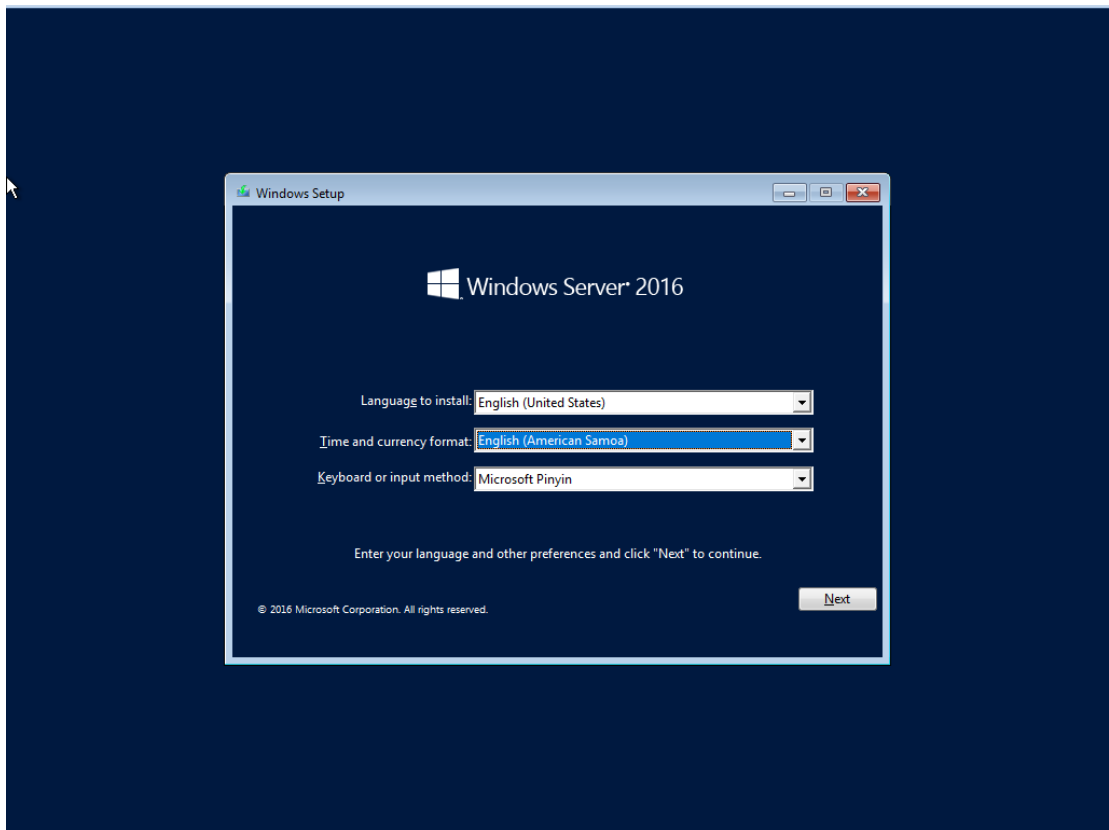 Windows Setup
Windows Server® 2016
Language to install: English (United States)
Time and currency format: English (American Samoa)
Keyboard or input method: Microsoft Pinyin
Enter your language and other preferences and click "Next" to continue.
Next
© 2016 Microsoft Corporation. All rights reserved.